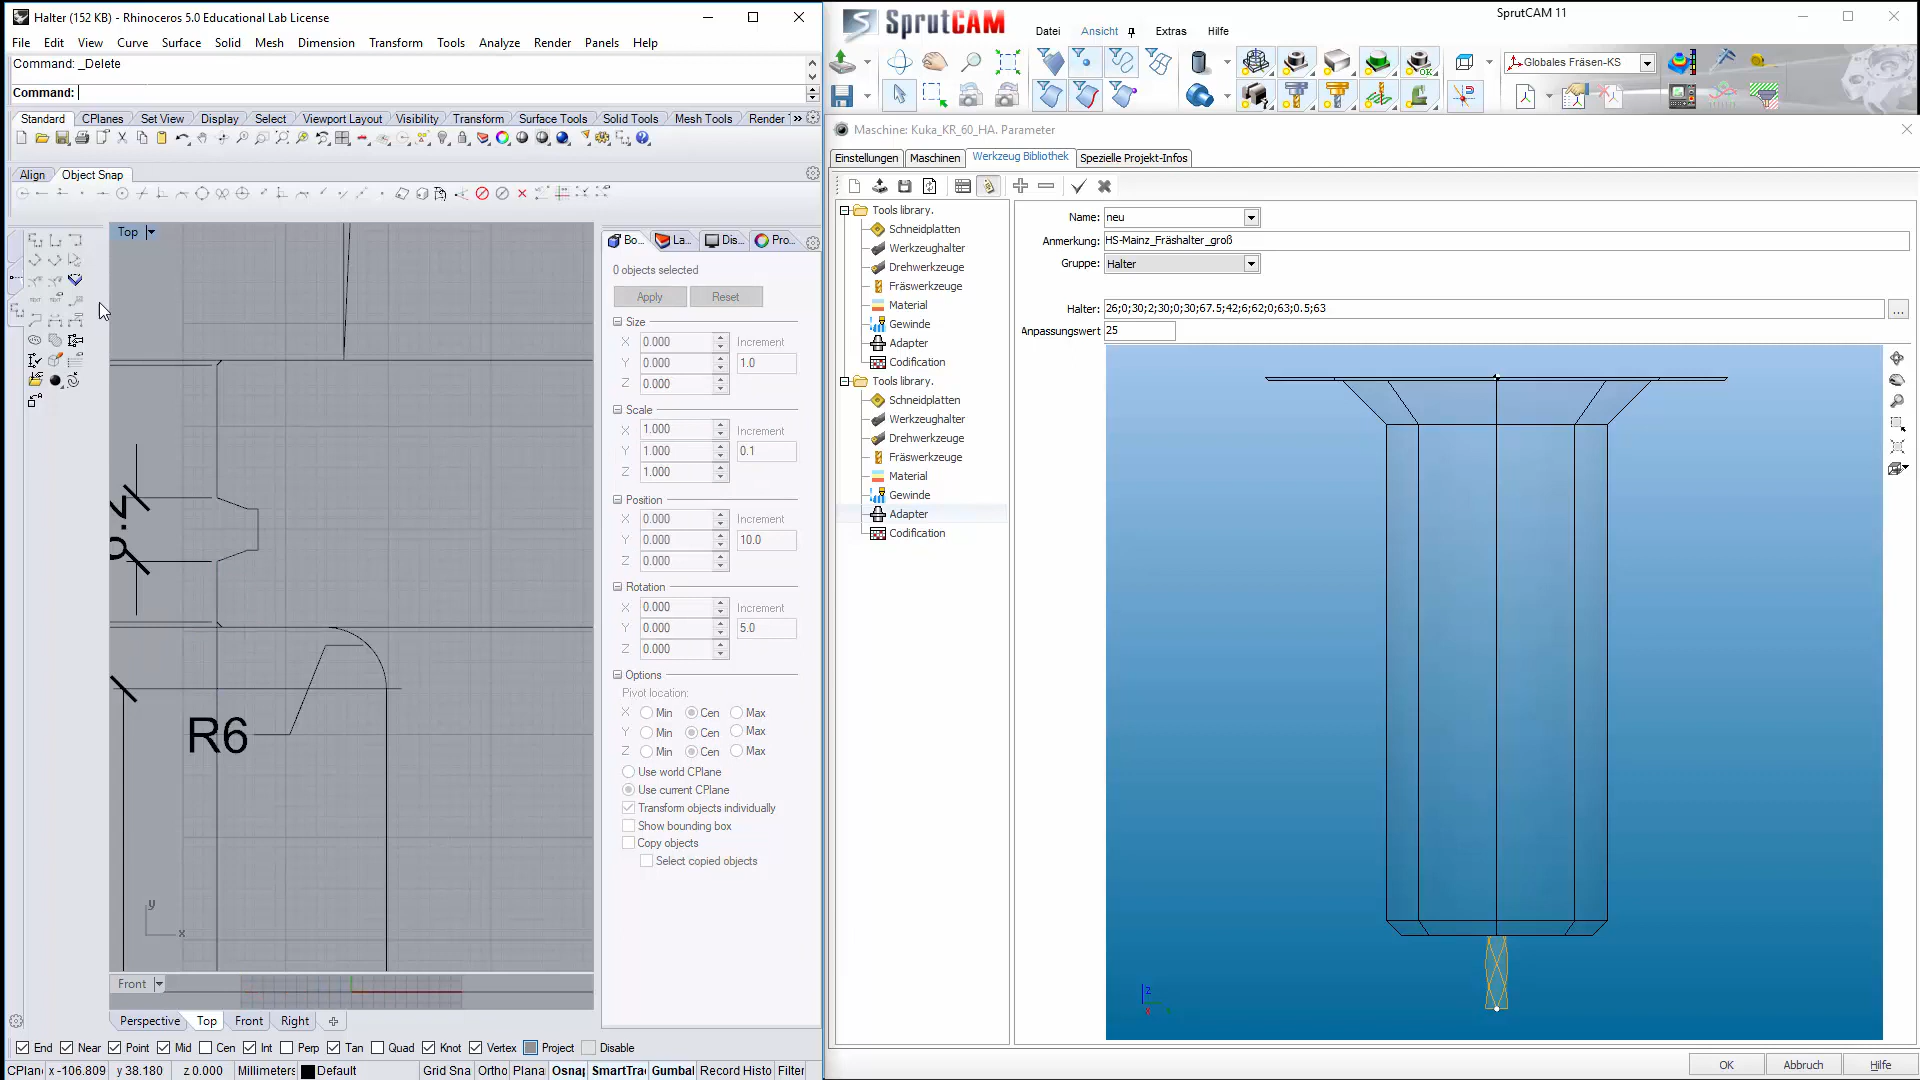 Halter (152 KB) - Rhinoceros 5.0 Educational Lab License
File Edit View Curve Surface Solid Mesh Dimension Transform Tools Analyze Render Panels Help
Command: _Delete
Command:
Standard CPlanes Set View Display Select Viewport Layout Visibility Transform Surface Tools Solid Tools Mesh Tools Render
Align Object Snap
Top
R6
y
x
Front
Perspective Top Front Right
End Near Point Mid Cen Int Perp Tan Quad Knot Vertex Project Disable
CPlan x -106.809 y 38.180 z 0.000 Millimeters Default Grid Sna Ortho Plana Osnap SmartTrac Gumbal Record Histo Filter
Bo... La... Dis... Pro...
0 objects selected
Apply Reset
Size
X 0.000 Increment
Y 0.000 1.0
Z 0.000
Scale
X 1.000 Increment
Y 1.000 0.1
Z 1.000
Position
X 0.000 Increment
Y 0.000 10.0
Z 0.000
Rotation
X 0.000 Increment
Y 0.000 5.0
Z 0.000
Options
Pivot location:
X Min Cen Max
Y Min Cen Max
Z Min Cen Max
Use world CPlane
Use current CPlane
Transform objects individually
Show bounding box
Copy objects
Select copied objects
SprutCAM
Datei Ansicht Extras Hilfe
SprutCAM 11
OK
Globales Fräsen-KS
Maschine: Kuka_KR_60_HA. Parameter
Einstellungen Maschinen Werkzeug Bibliothek Spezielle Projekt-Infos
Tools library.
Schneidplatten
Werkzeughalter
Drehwerkzeuge
Fräswerkzeuge
Material
Gewinde
Adapter
Codification
Tools library.
Schneidplatten
Werkzeughalter
Drehwerkzeuge
Fräswerkzeuge
Material
Gewinde
Adapter
Codification
Name: neu
Anmerkung: HS-Mainz_Fräshalter_groß
Gruppe: Halter
Halter: 26;0;30;2;30;0;30;67.5;42;6;62;0;63;0.5;63
...
Anpassungswert 25
Z
OK Abbruch Hilfe